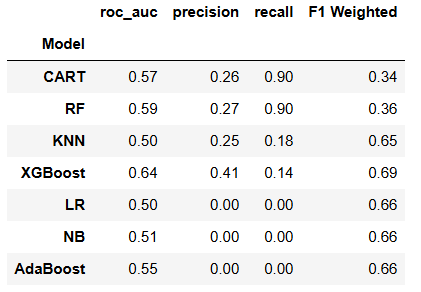 roc_auc precision recall F1 Weighted
Model
CART 0.57 0.26 0.90 0.34
RF 0.59 0.27 0.90 0.36
KNN 0.50 0.25 0.18 0.65
XGBoost 0.64 0.41 0.14 0.69
LR 0.50 0.00 0.00 0.66
NB 0.51 0.00 0.00 0.66
AdaBoost 0.55 0.00 0.00 0.66